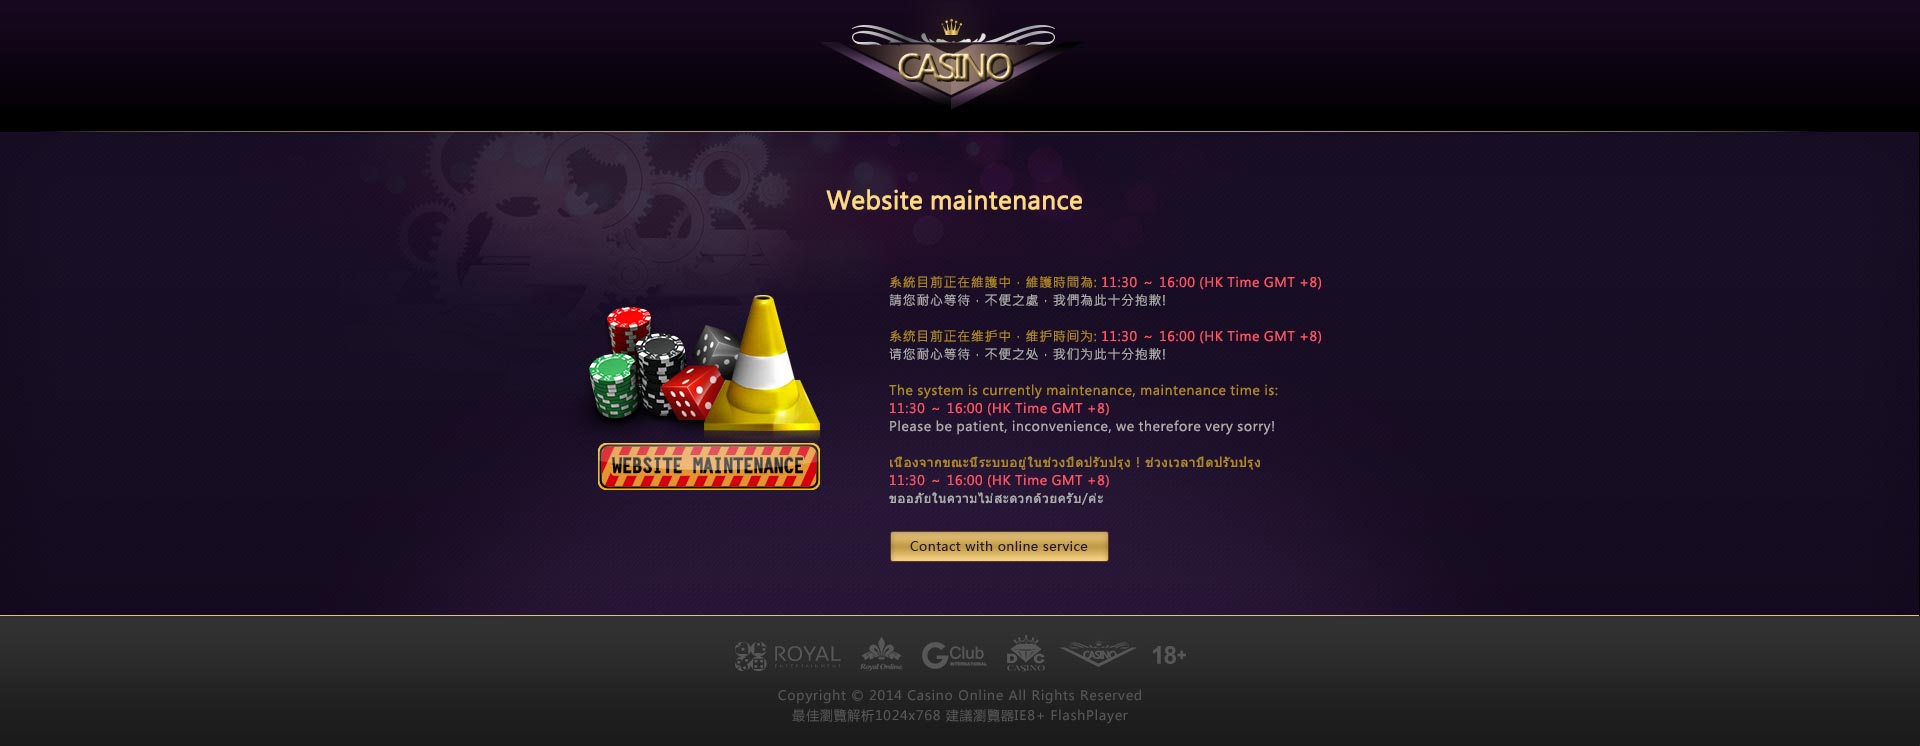 CASINO
Website maintenance
系統目前正在維護中，維護時間為: 11:30 ~ 16:00 (HK Time GMT +8)
請您耐心等待，不便之處，我們為此十分抱歉!
系統目前正在維护中，維护時间为: 11:30 ~ 16:00 (HK Time GMT +8)
请您耐心等待，不便之处，我们为此十分抱歉!
The system is currently maintenance, maintenance time is:
11:30 ~ 16:00 (HK Time GMT +8)
Please be patient, inconvenience, we therefore very sorry!
เนื่องจากขณะนี้ระบบอยู่ในช่วงปิดปรับปรุง ! ช่วงเวลาปิดปรับปรุง
11:30 ~ 16:00 (HK Time GMT +8)
ขออภัยในความไม่สะดวกด้วยครับ/ค่ะ
WEBSITE MAINTENANCE
Contact with online service
ROYAL ENTERTAINMENT Royal Online GClub INTERNATIONAL DTC CASINO CASINO 18+
Copyright © 2014 Casino Online All Rights Reserved
最佳瀏覽解析1024x768 建議瀏覽器IE8+ FlashPlayer